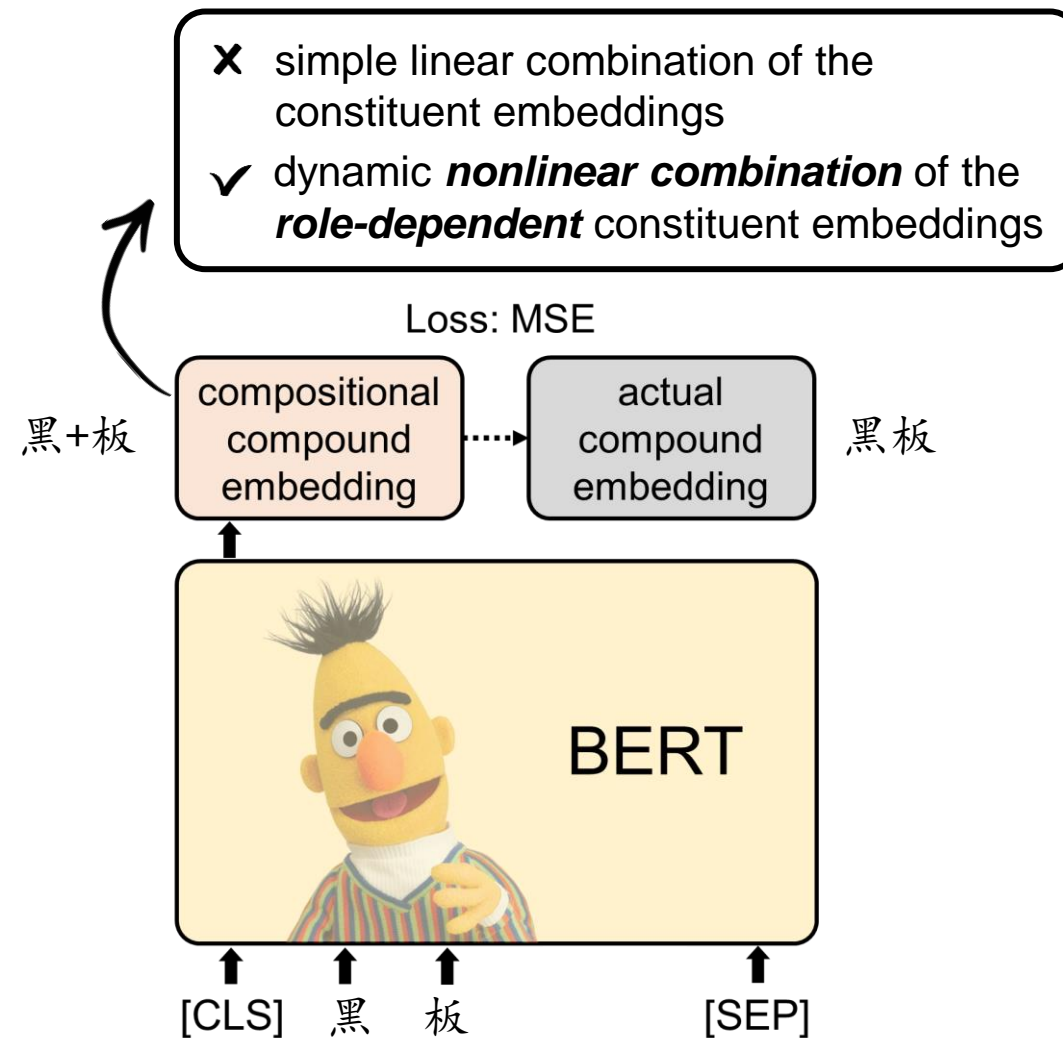 ✗ simple linear combination of the
constituent embeddings
✓ dynamic nonlinear combination of the
role-dependent constituent embeddings
Loss: MSE
黑+板
compositional
compound
embedding
actual
compound
embedding
黑板
BERT
[CLS] 黑 板 [SEP]